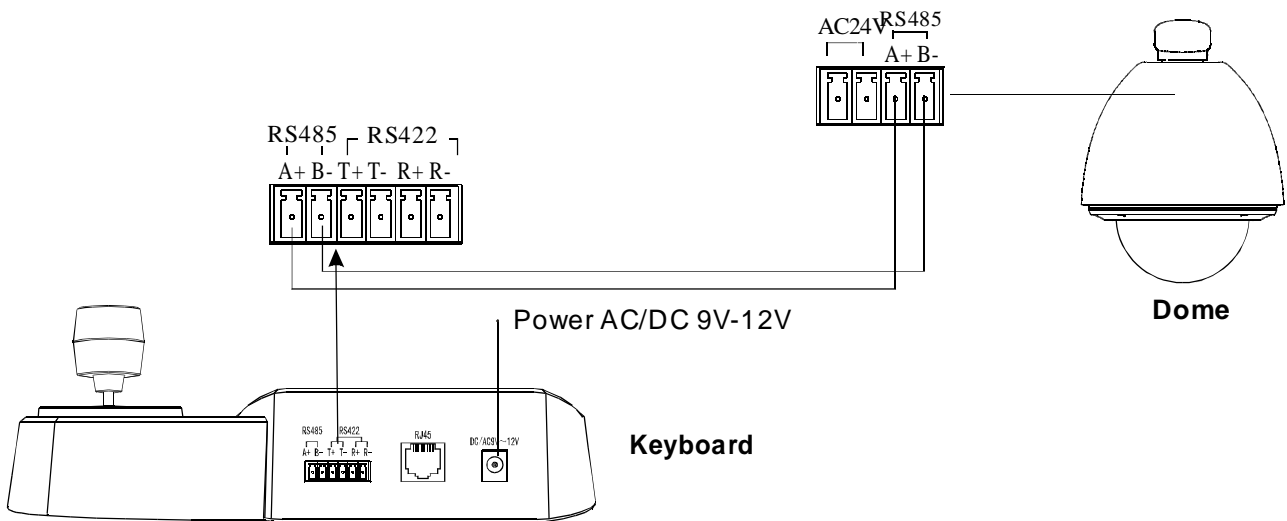 AC24V RS485
A+ B-
RS485 RS422
A+ B- T+ T- R+ R-
Power AC/DC 9V-12V
Dome
RS485 RS422
A+ B- T+ T- R+ R-
RJ45
DC/AC9V~12V
Keyboard